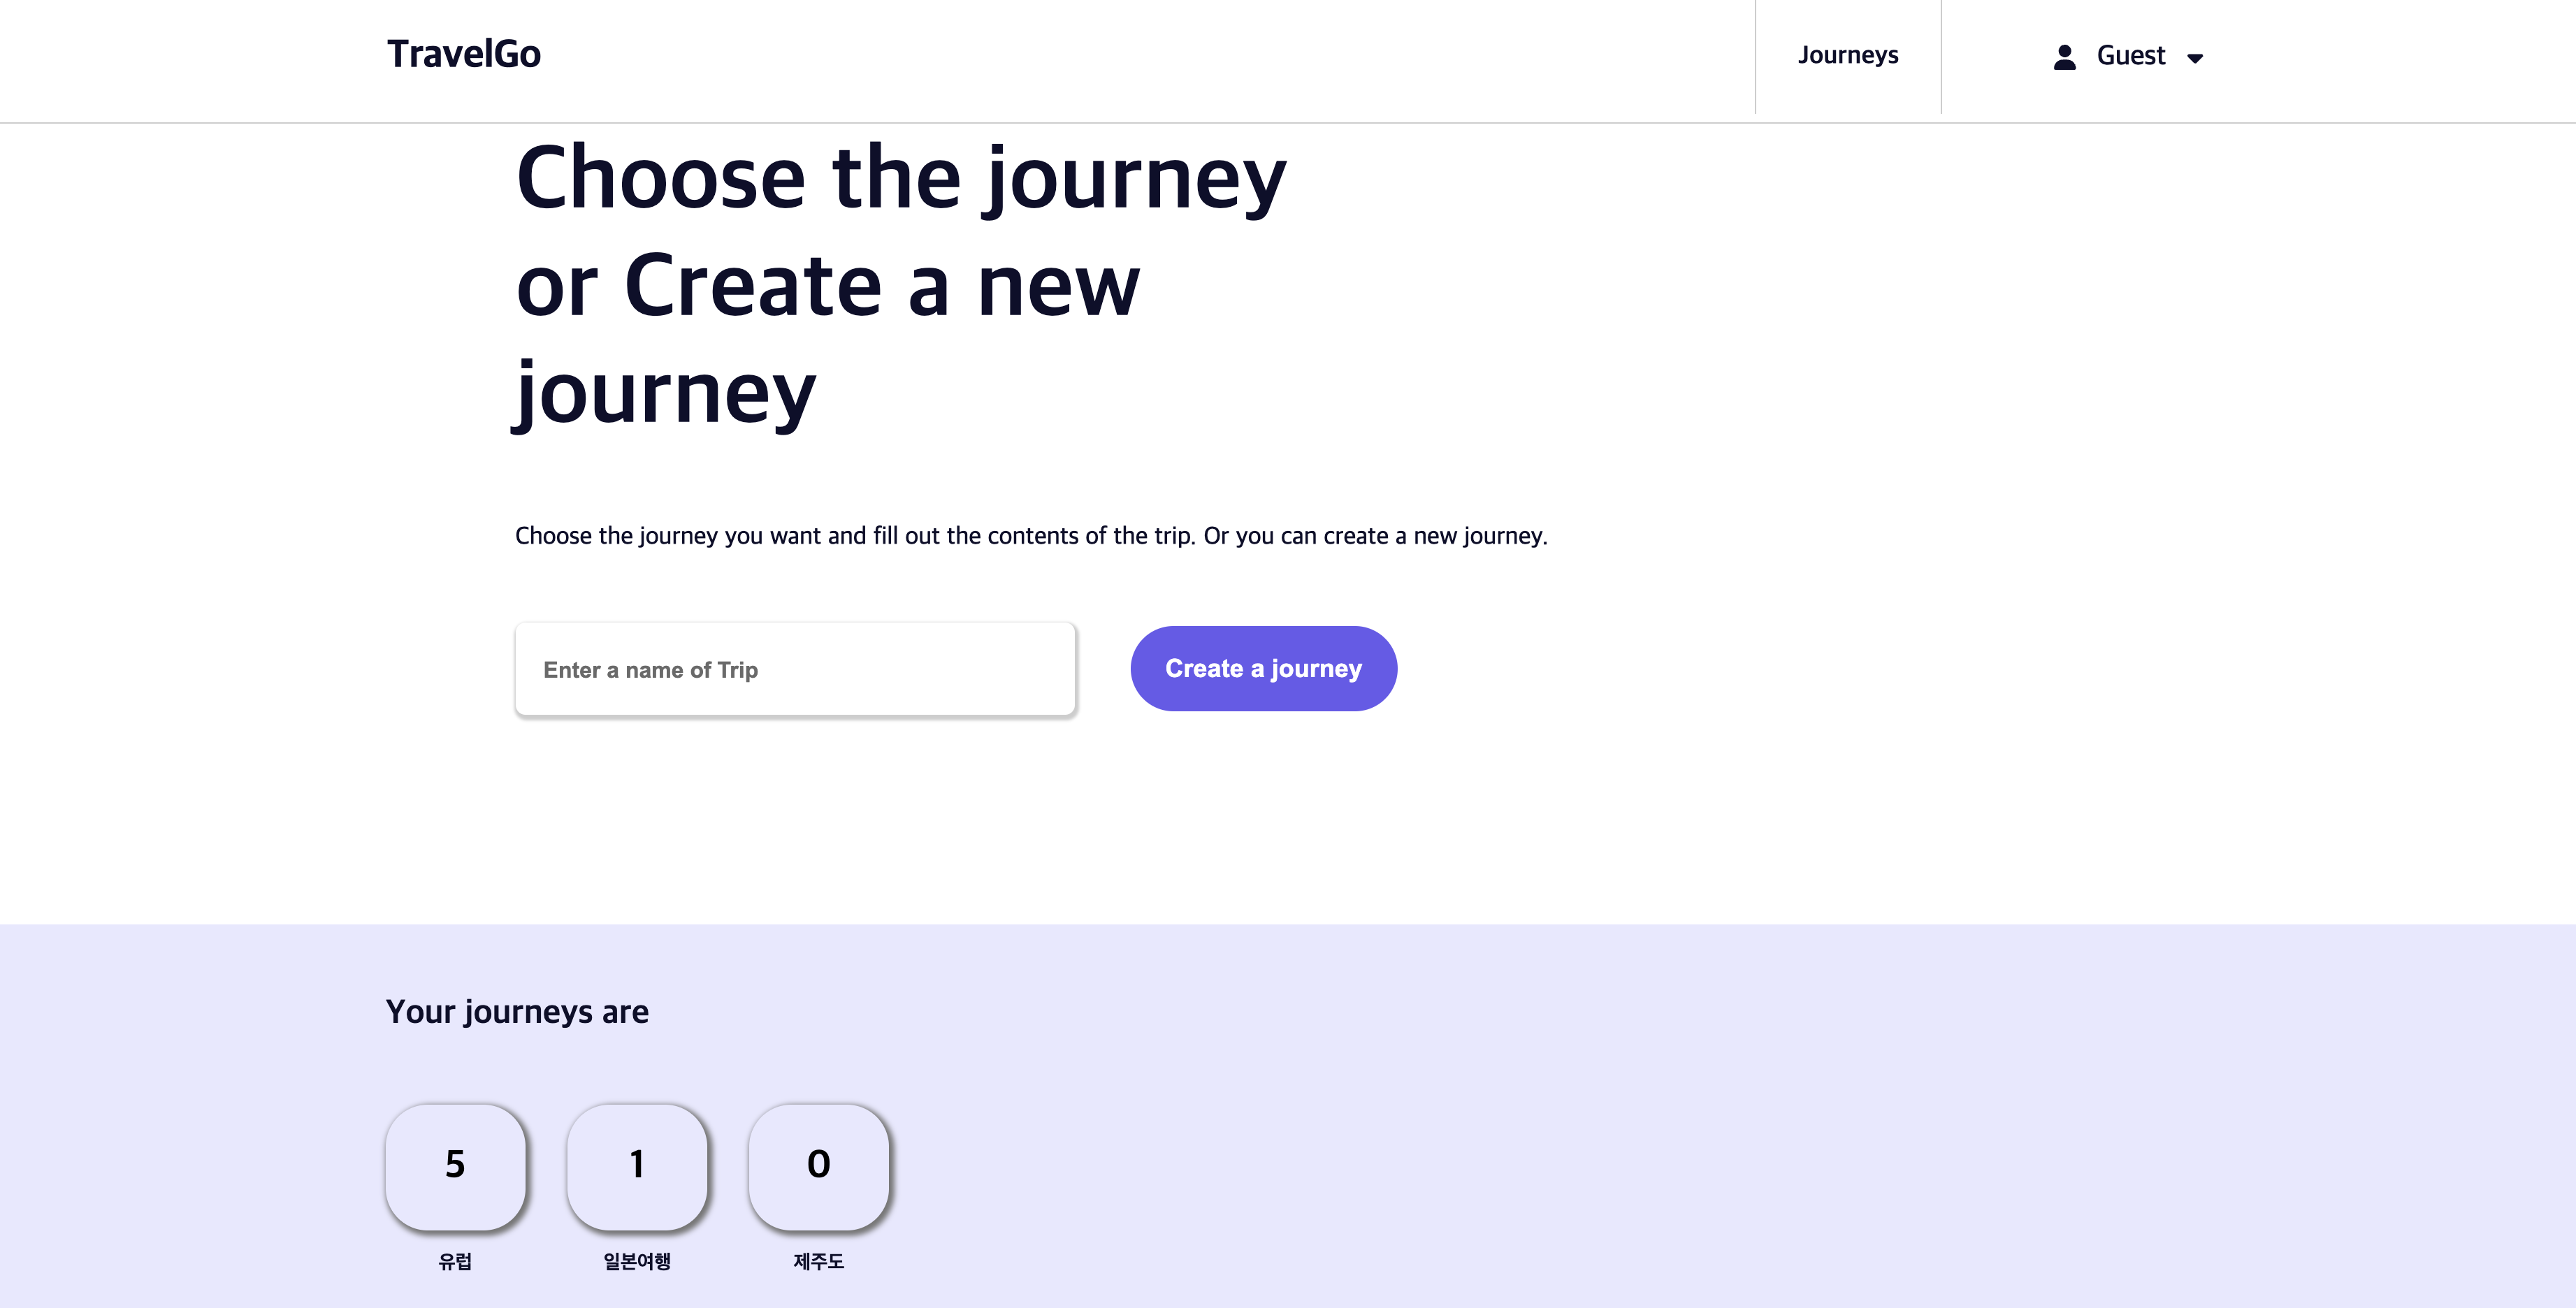 TravelGo
Journeys
Guest
Choose the journey
or Create a new
journey
Choose the journey you want and fill out the contents of the trip. Or you can create a new journey.
Enter a name of Trip
Create a journey
Your journeys are
5
1
0
유럽
일본여행
제주도